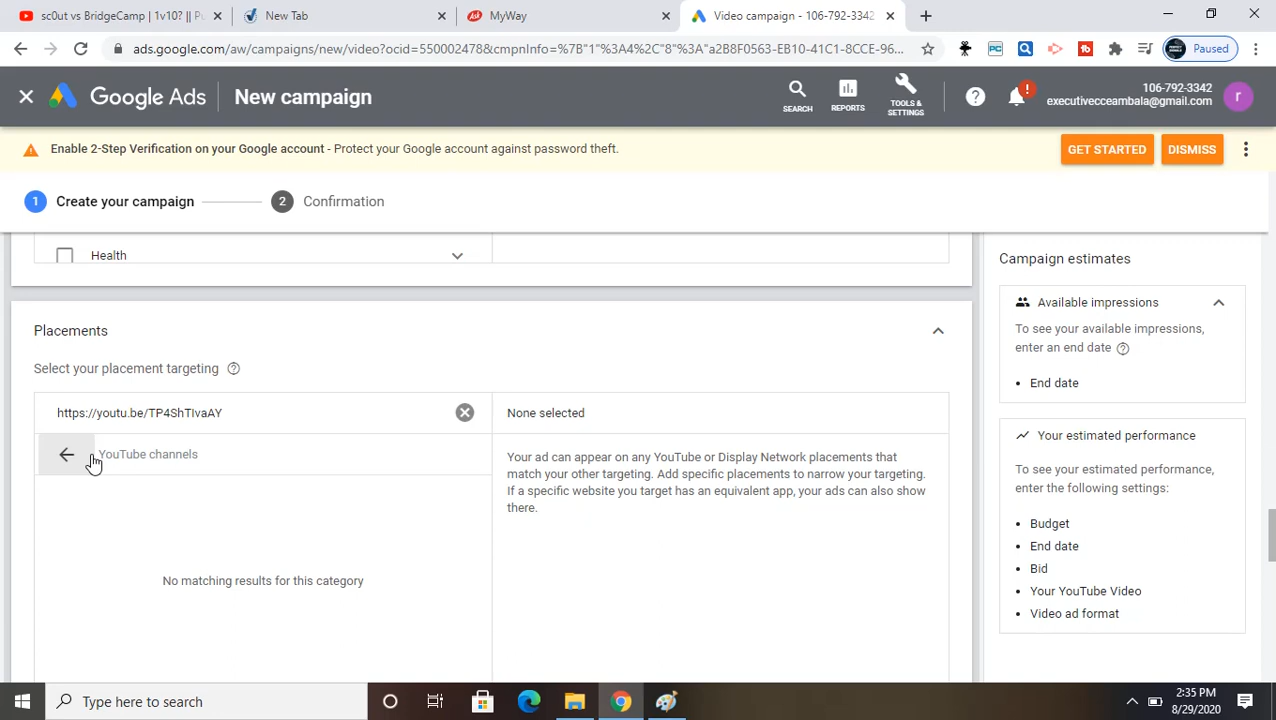 sc0ut vs BridgeCamp | 1v10? || Pu
New Tab
Ask
MyWay
Video campaign - 106-792-3342
ads.google.com/aw/campaigns/new/video?ocid=550002478&cmpnInfo=%7B"1"%3A4%2C"8"%3A"a2B8F0563-EB10-41C1-8CCE-96...
PC
Paused
Google Ads
New campaign
SEARCH
REPORTS
TOOLS & SETTINGS
!
106-792-3342
executivecceambala@gmail.com
r
Enable 2-Step Verification on your Google account - Protect your Google account against password theft.
GET STARTED
DISMISS
1 Create your campaign
2 Confirmation
Health
Campaign estimates
Available impressions
To see your available impressions,
enter an end date
• End date
Placements
Select your placement targeting
https://youtu.be/TP4ShTIvaAY
None selected
YouTube channels
Your ad can appear on any YouTube or Display Network placements that
match your other targeting. Add specific placements to narrow your targeting.
If a specific website you target has an equivalent app, your ads can also show
there.
No matching results for this category
Your estimated performance
To see your estimated performance,
enter the following settings:
• Budget
• End date
• Bid
• Your YouTube Video
• Video ad format
Type here to search
2:35 PM
8/29/2020